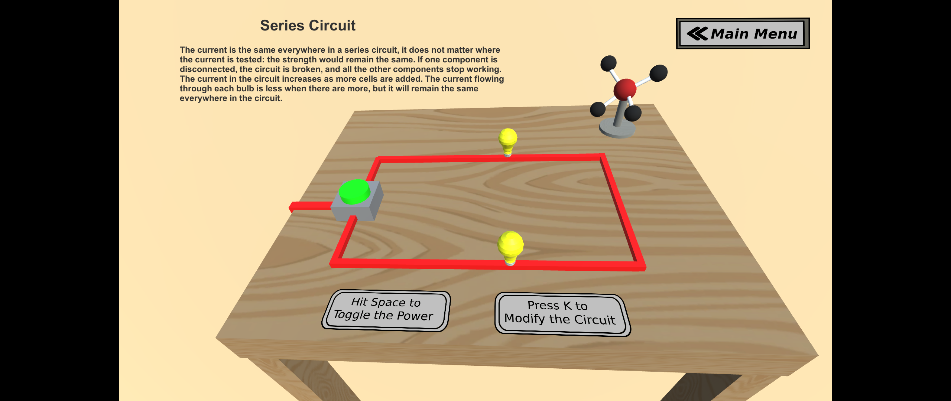 Series Circuit
Main Menu
The current is the same everywhere in a series circuit, it does not matter where
the current is tested: the strength would remain the same. If one component is
disconnected, the circuit is broken, and all the other components stop working.
The current in the circuit increases as more cells are added. The current flowing
through each bulb is less when there are more, but it will remain the same
everywhere in the circuit.
Hit Space to
Toggle the Power
Press K to
Modify the Circuit